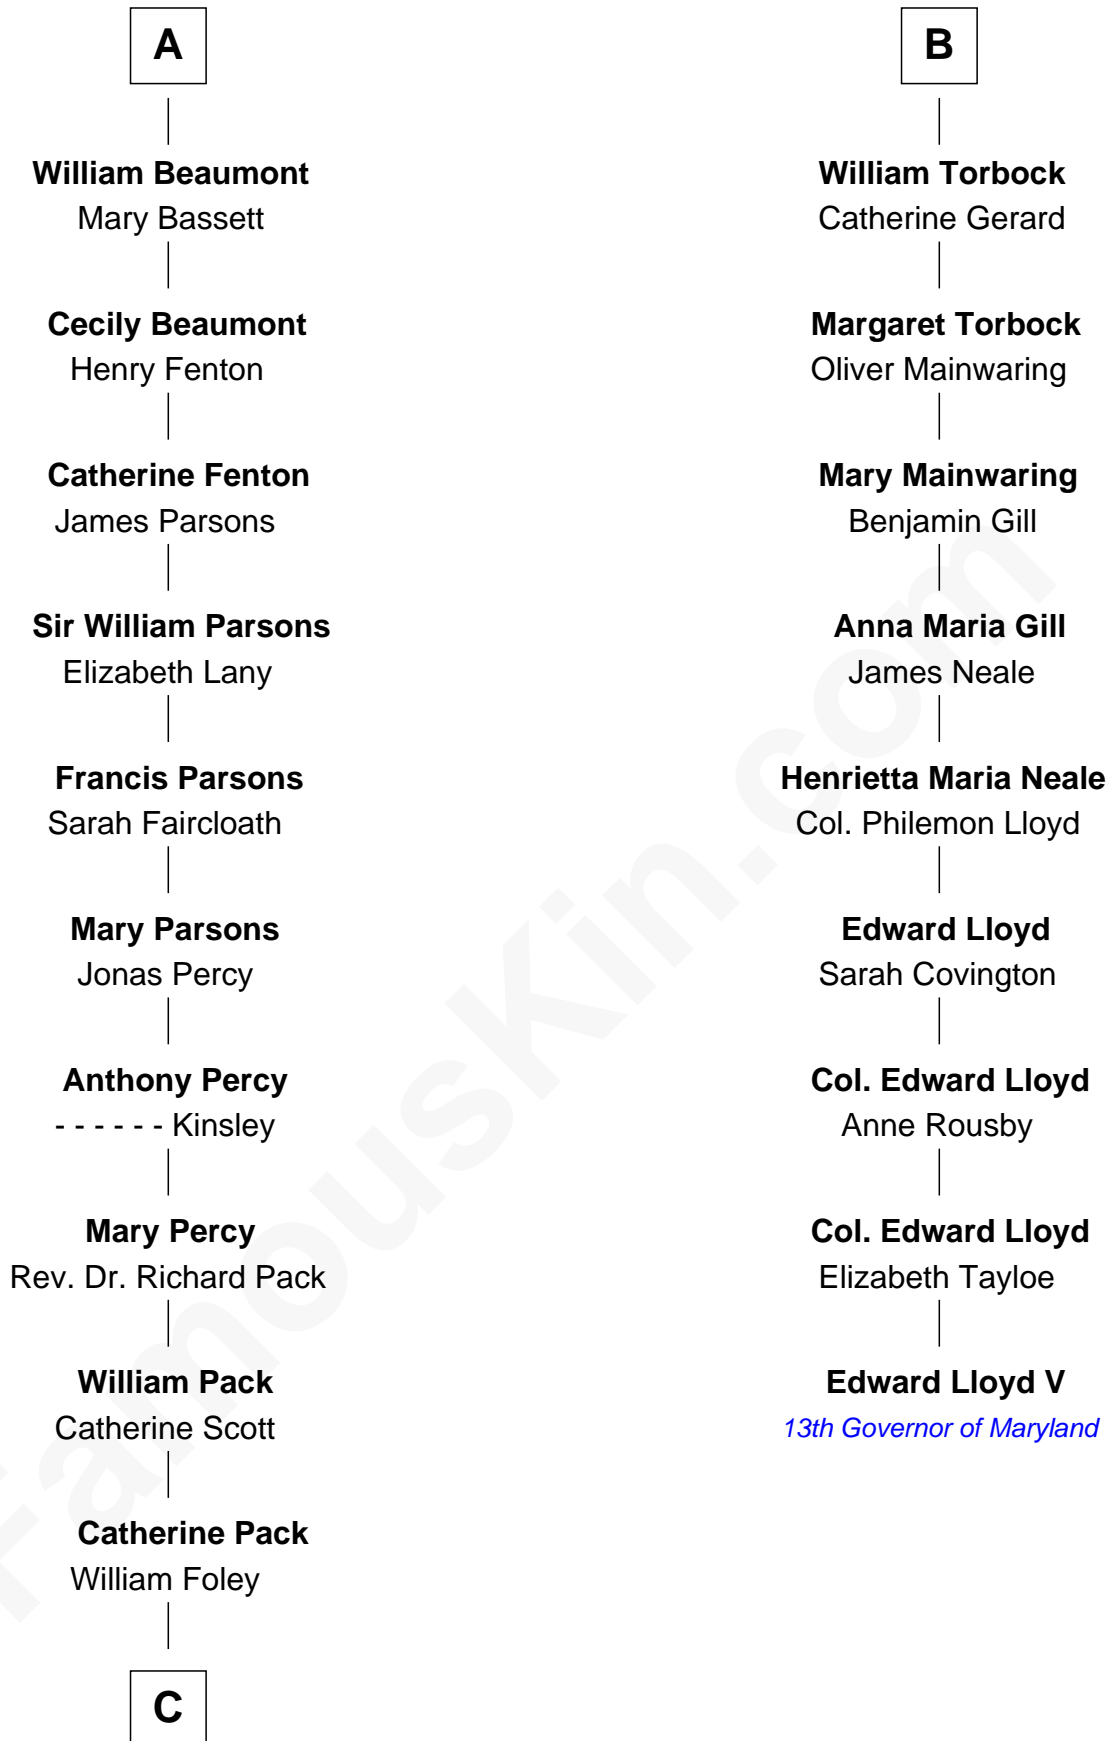 A
William Beaumont
Mary Bassett
Cecily Beaumont
Henry Fenton
Catherine Fenton
James Parsons
Sir William Parsons
Elizabeth Lany
Francis Parsons
Sarah Faircloath
Mary Parsons
Jonas Percy
Anthony Percy
- - - - - - Kinsley
Mary Percy
Rev. Dr. Richard Pack
William Pack
Catherine Scott
Catherine Pack
William Foley
C
B
William Torbock
Catherine Gerard
Margaret Torbock
Oliver Mainwaring
Mary Mainwaring
Benjamin Gill
Anna Maria Gill
James Neale
Henrietta Maria Neale
Col. Philemon Lloyd
Edward Lloyd
Sarah Covington
Col. Edward Lloyd
Anne Rousby
Col. Edward Lloyd
Elizabeth Tayloe
Edward Lloyd V
13th Governor of Maryland
FamousKin.com